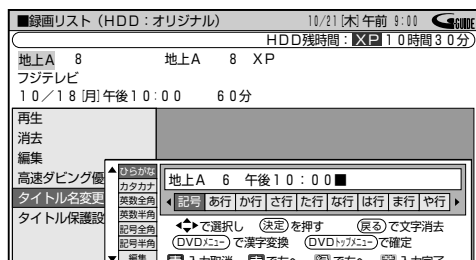 ■録画リスト（HDD：オリジナル） 10/21[木]午前 9:00 G-GUIDE
HDD残時間：XP10時間30分
地上A 8 地上A 8 XP
フジテレビ
10／18[月]午後10：00 60分
再生
消去
編集
高速ダビング優
タイトル名変更
タイトル保護設
▲ ひらがな
カタカナ
英数全角
英数半角
記号全角
記号半角
▼ 編集
地上A 6 午後10：00■
◀ 記号 あ行 か行 さ行 た行 な行 は行 ま行 や行 ▶
で選択し 決定を押す 戻るで文字消去
DVDメニューで漢字変換 DVDトップメニューで確定